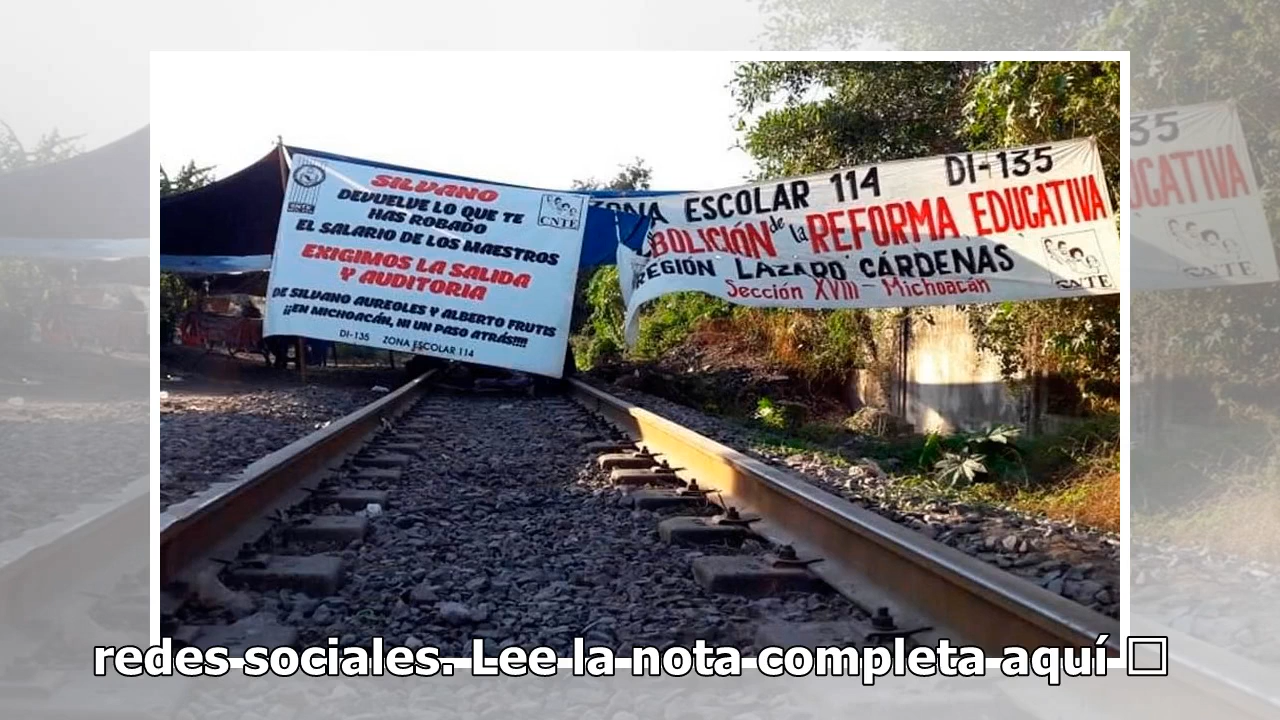 SILVANO
DEVUELVE LO QUE TE
HAS ROBADO
EL SALARIO DE LOS MAESTROS
EXIGIMOS LA SALIDA
Y AUDITORIA
DE SILVANO AUREOLES Y ALBERTO FRUTIS
¡¡EN MICHOACÁN, NI UN PASO ATRÁS!!!!
DI-135 ZONA ESCOLAR 114
CNTE
ZONA ESCOLAR 114 DI-135
ABOLICIÓN de la REFORMA EDUCATIVA
REGIÓN LAZARO CÁRDENAS
Sección XVIII - Michoacán
CNTE
35
UCATIVA
CNTE
redes sociales. Lee la nota completa aquí